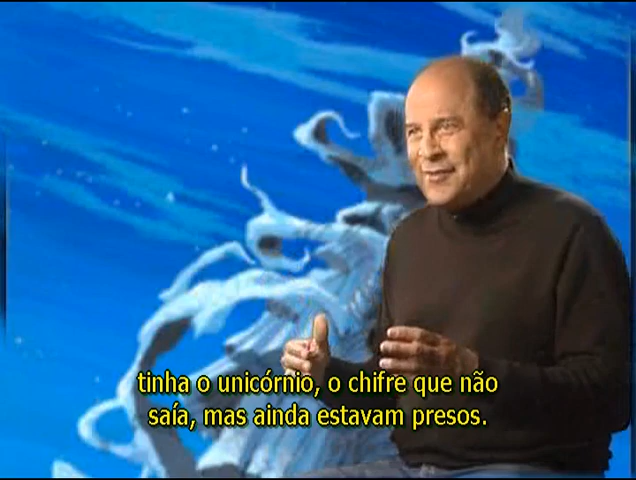 tinha o unicórnio, o chifre que não
saía, mas ainda estavam presos.